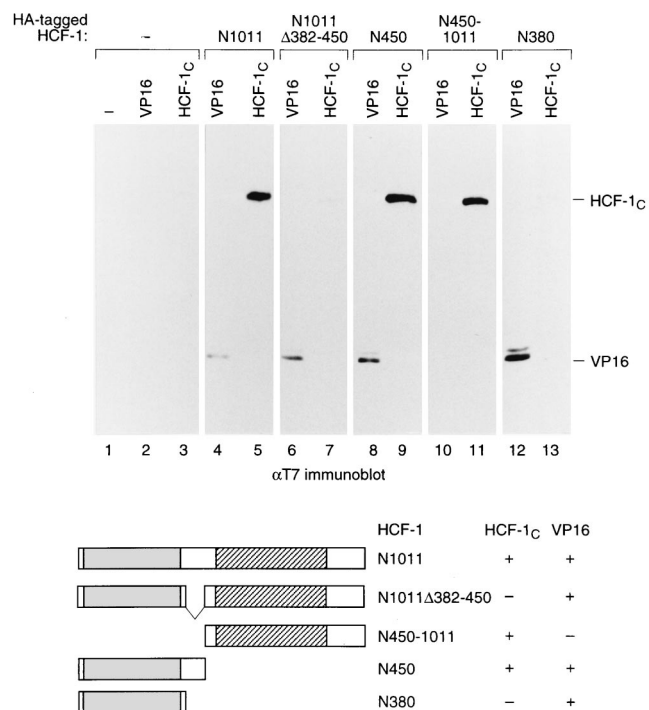 HA-tagged
HCF-1:
–
N1011
N1011
Δ382-450
N450
N450-
1011
N380
–
VP16
HCF-1C
VP16
HCF-1C
VP16
HCF-1C
VP16
HCF-1C
VP16
HCF-1C
VP16
HCF-1C
– HCF-1C
– VP16
1 2 3 4 5 6 7 8 9 10 11 12 13
αT7 immunoblot
HCF-1 HCF-1C VP16
N1011 + +
N1011Δ382-450 – +
N450-1011 + –
N450 + +
N380 – +